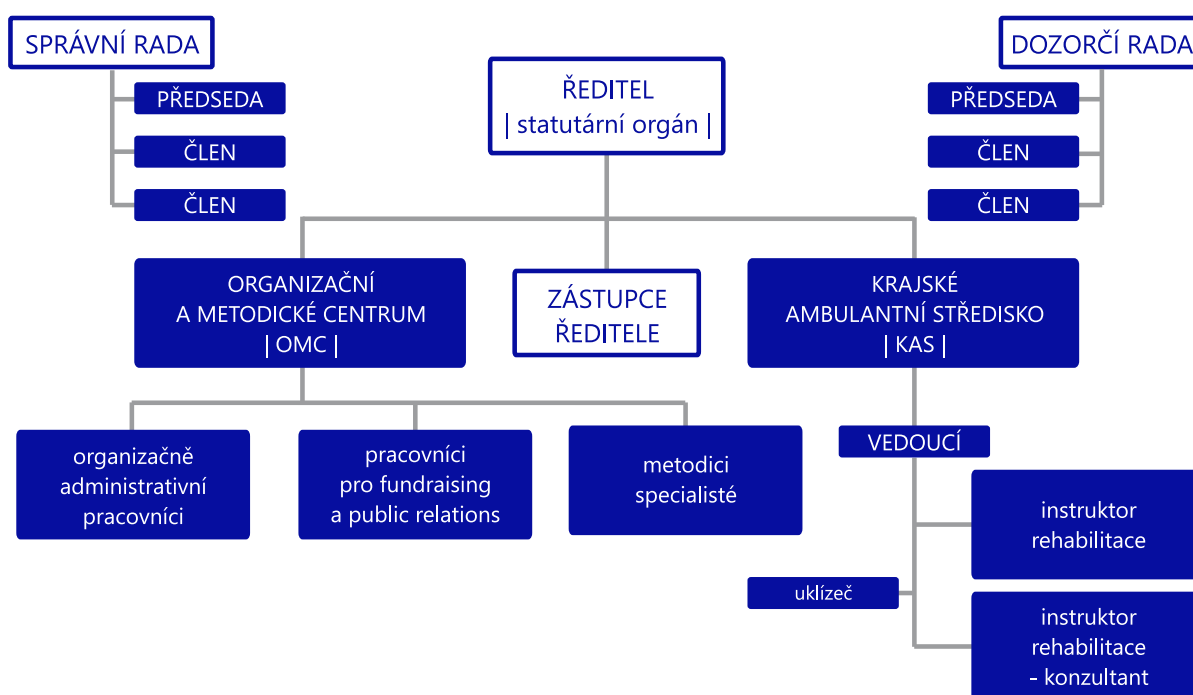 SPRÁVNÍ RADA
PŘEDSEDA
ČLEN
ČLEN
ŘEDITEL
| statutární orgán |
DOZORČÍ RADA
PŘEDSEDA
ČLEN
ČLEN
ORGANIZAČNÍ
A METODICKÉ CENTRUM
| OMC |
ZÁSTUPCE
ŘEDITELE
KRAJSKÉ
AMBULANTNÍ STŘEDISKO
| KAS |
organizačně
administrativní
pracovníci
pracovníci
pro fundraising
a public relations
metodici
specialisté
VEDOUCÍ
instruktor
rehabilitace
uklízeč
instruktor
rehabilitace
- konzultant